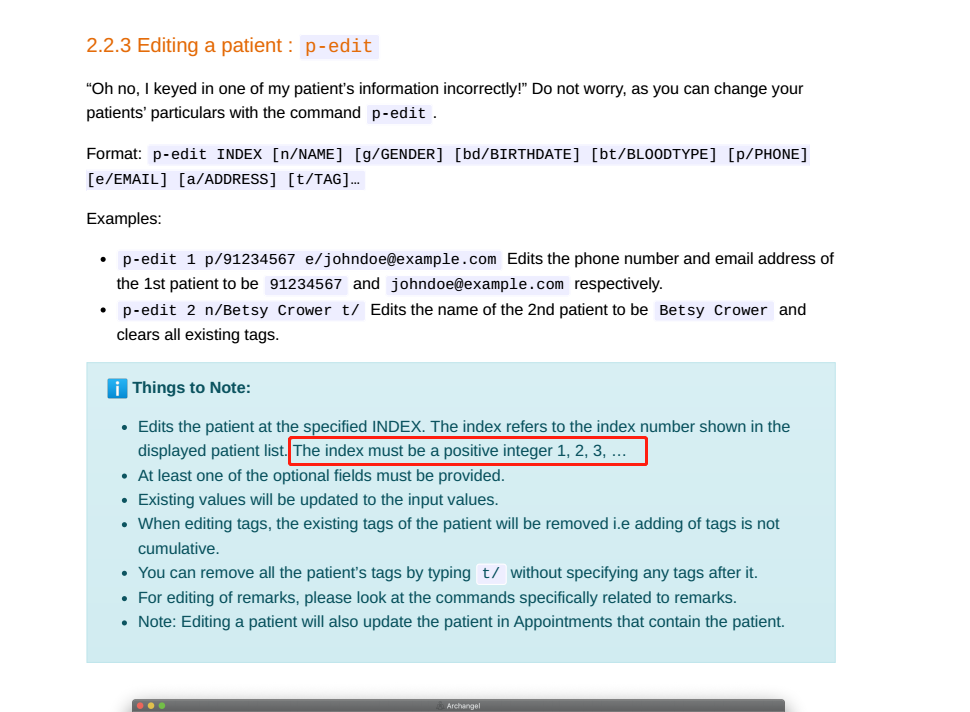 2.2.3 Editing a patient : p-edit
“Oh no, I keyed in one of my patient’s information incorrectly!” Do not worry, as you can change your
patients’ particulars with the command p-edit.
Format: p-edit INDEX [n/NAME] [g/GENDER] [bd/BIRTHDATE] [bt/BLOODTYPE] [p/PHONE]
[e/EMAIL] [a/ADDRESS] [t/TAG]…
Examples:
• p-edit 1 p/91234567 e/johndoe@example.com Edits the phone number and email address of
the 1st patient to be 91234567 and johndoe@example.com respectively.
• p-edit 2 n/Betsy Crower t/ Edits the name of the 2nd patient to be Betsy Crower and
clears all existing tags.
ℹ️ Things to Note:
• Edits the patient at the specified INDEX. The index refers to the index number shown in the
displayed patient list. The index must be a positive integer 1, 2, 3, …
• At least one of the optional fields must be provided.
• Existing values will be updated to the input values.
• When editing tags, the existing tags of the patient will be removed i.e adding of tags is not
cumulative.
• You can remove all the patient’s tags by typing t/ without specifying any tags after it.
• For editing of remarks, please look at the commands specifically related to remarks.
• Note: Editing a patient will also update the patient in Appointments that contain the patient.
Archangel